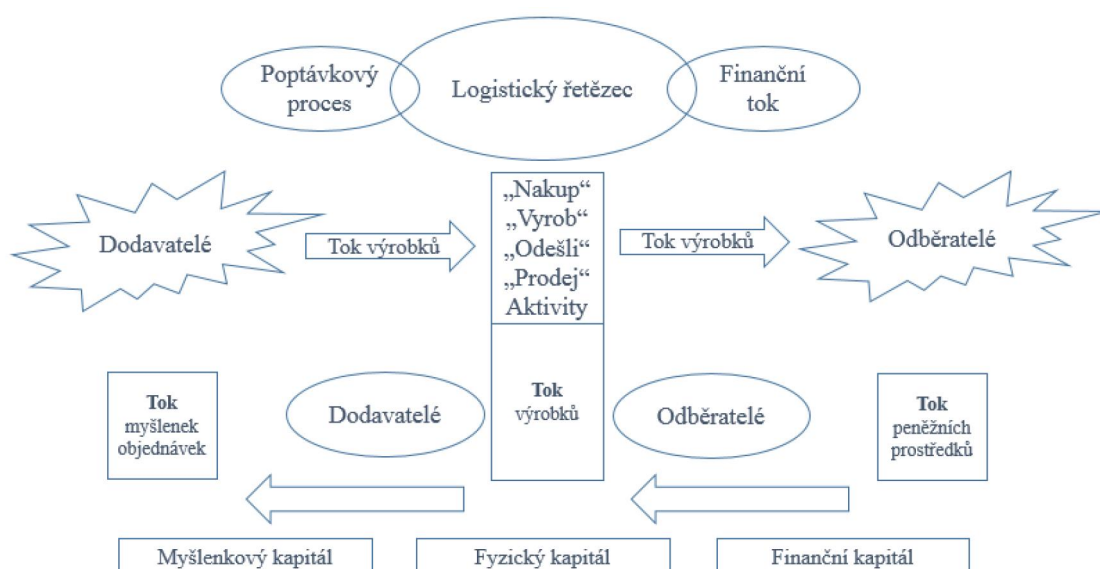 Poptávkový
proces
Logistický řetězec
Finanční
tok
„Nakup“
„Vyrob“
„Odešli“
„Prodej“
Aktivity
Dodavatelé
Tok výrobků
Tok výrobků
Odběratelé
Tok
myšlenek
objednávek
Dodavatelé
Tok
výrobků
Odběratelé
Tok
peněžních
prostředků
Myšlenkový kapitál
Fyzický kapitál
Finanční kapitál